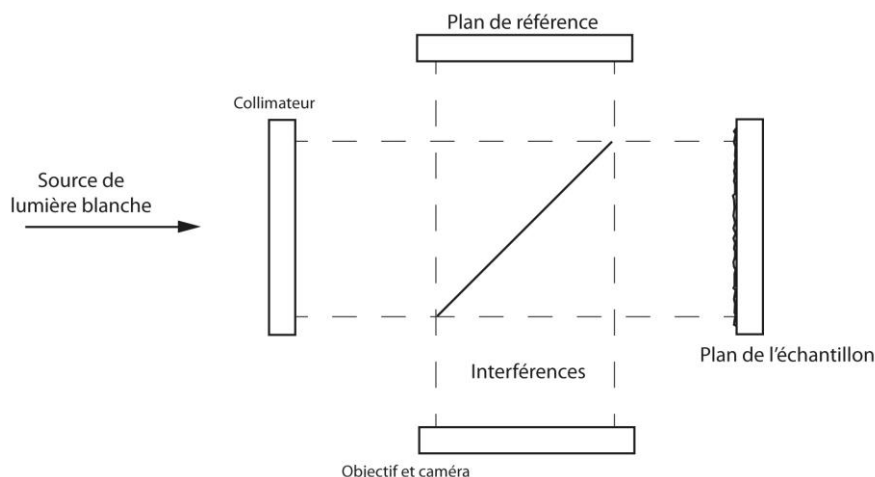 Plan de référence
Collimateur
Source de
lumière blanche
Plan de l'échantillon
Interférences
Objectif et caméra